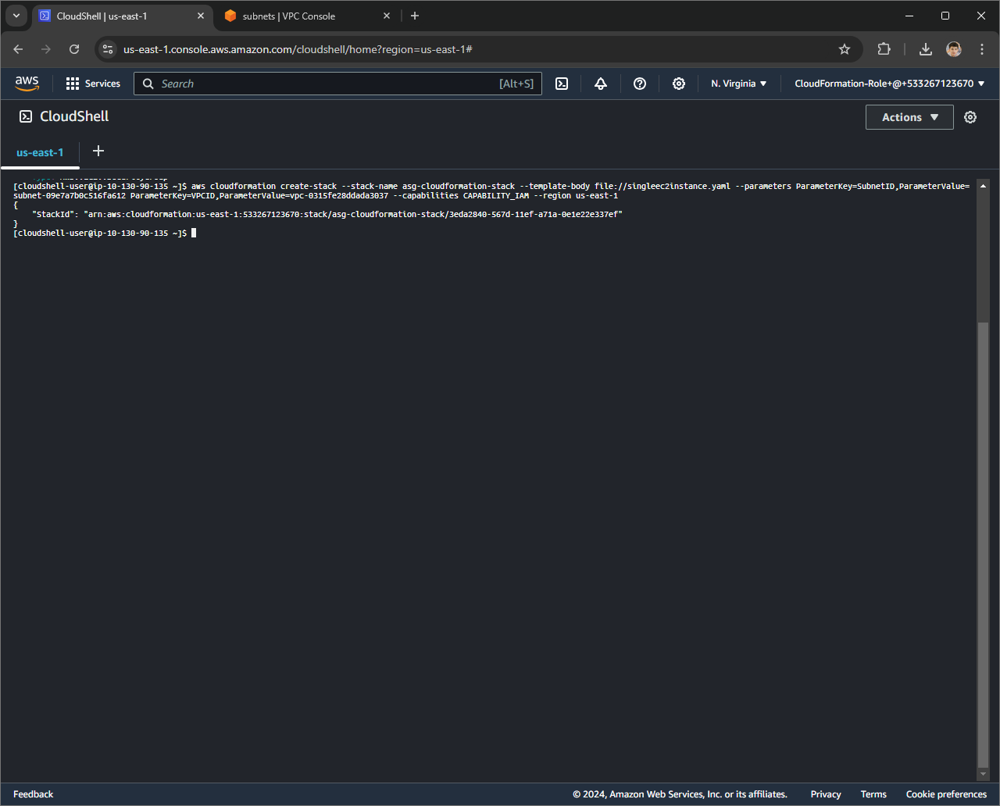 CloudShell | us-east-1
subnets | VPC Console
us-east-1.console.aws.amazon.com/cloudshell/home?region=us-east-1#
aws
Services
Search
[Alt+S]
N. Virginia
CloudFormation-Role+@+533267123670
CloudShell
Actions
us-east-1
[cloudshell-user@ip-10-130-90-135 ~]$ aws cloudformation create-stack --stack-name asg-cloudformation-stack --template-body file://singleec2instance.yaml --parameters ParameterKey=SubnetID,ParameterValue=
subnet-09e7a7b0c516fa612 ParameterKey=VPCID,ParameterValue=vpc-0315fe28ddada3037 --capabilities CAPABILITY_IAM --region us-east-1
{
"StackId": "arn:aws:cloudformation:us-east-1:533267123670:stack/asg-cloudformation-stack/3eda2840-567d-11ef-a71a-0e1e22e337ef"
}
[cloudshell-user@ip-10-130-90-135 ~]$
Feedback
© 2024, Amazon Web Services, Inc. or its affiliates.
Privacy
Terms
Cookie preferences